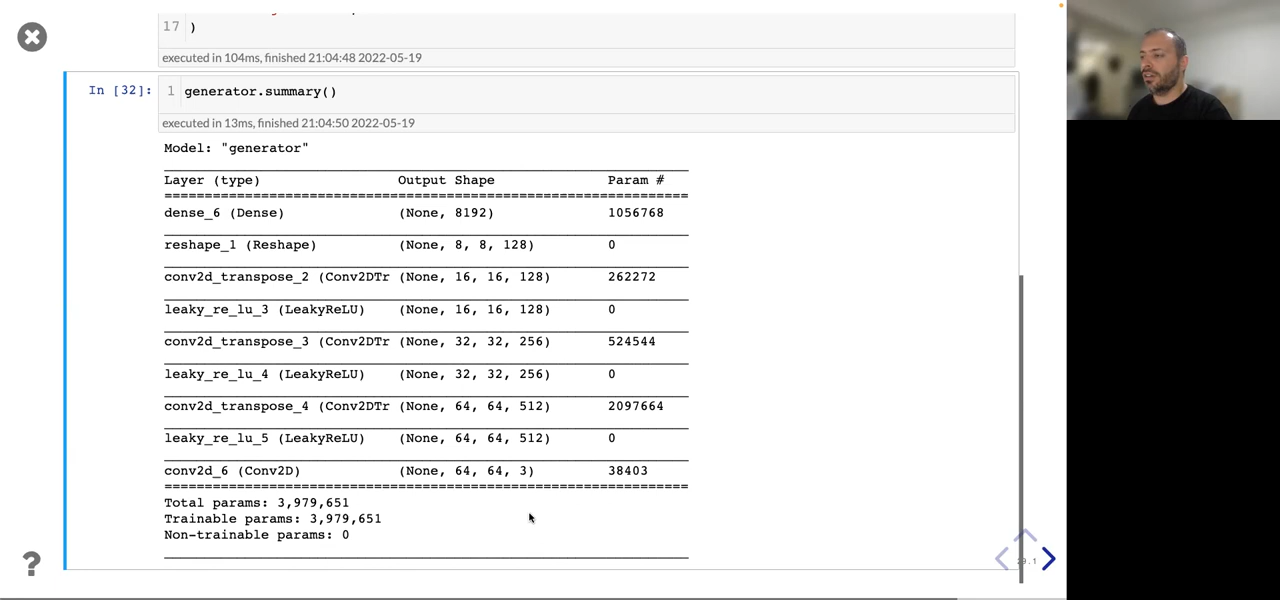 17 )
executed in 104ms, finished 21:04:48 2022-05-19
In [32]: 1 generator.summary()
executed in 13ms, finished 21:04:50 2022-05-19
Model: "generator"
Layer (type) Output Shape Param #
dense_6 (Dense) (None, 8192) 1056768
reshape_1 (Reshape) (None, 8, 8, 128) 0
conv2d_transpose_2 (Conv2DTr (None, 16, 16, 128) 262272
leaky_re_lu_3 (LeakyReLU) (None, 16, 16, 128) 0
conv2d_transpose_3 (Conv2DTr (None, 32, 32, 256) 524544
leaky_re_lu_4 (LeakyReLU) (None, 32, 32, 256) 0
conv2d_transpose_4 (Conv2DTr (None, 64, 64, 512) 2097664
leaky_re_lu_5 (LeakyReLU) (None, 64, 64, 512) 0
conv2d_6 (Conv2D) (None, 64, 64, 3) 38403
Total params: 3,979,651
Trainable params: 3,979,651
Non-trainable params: 0
?